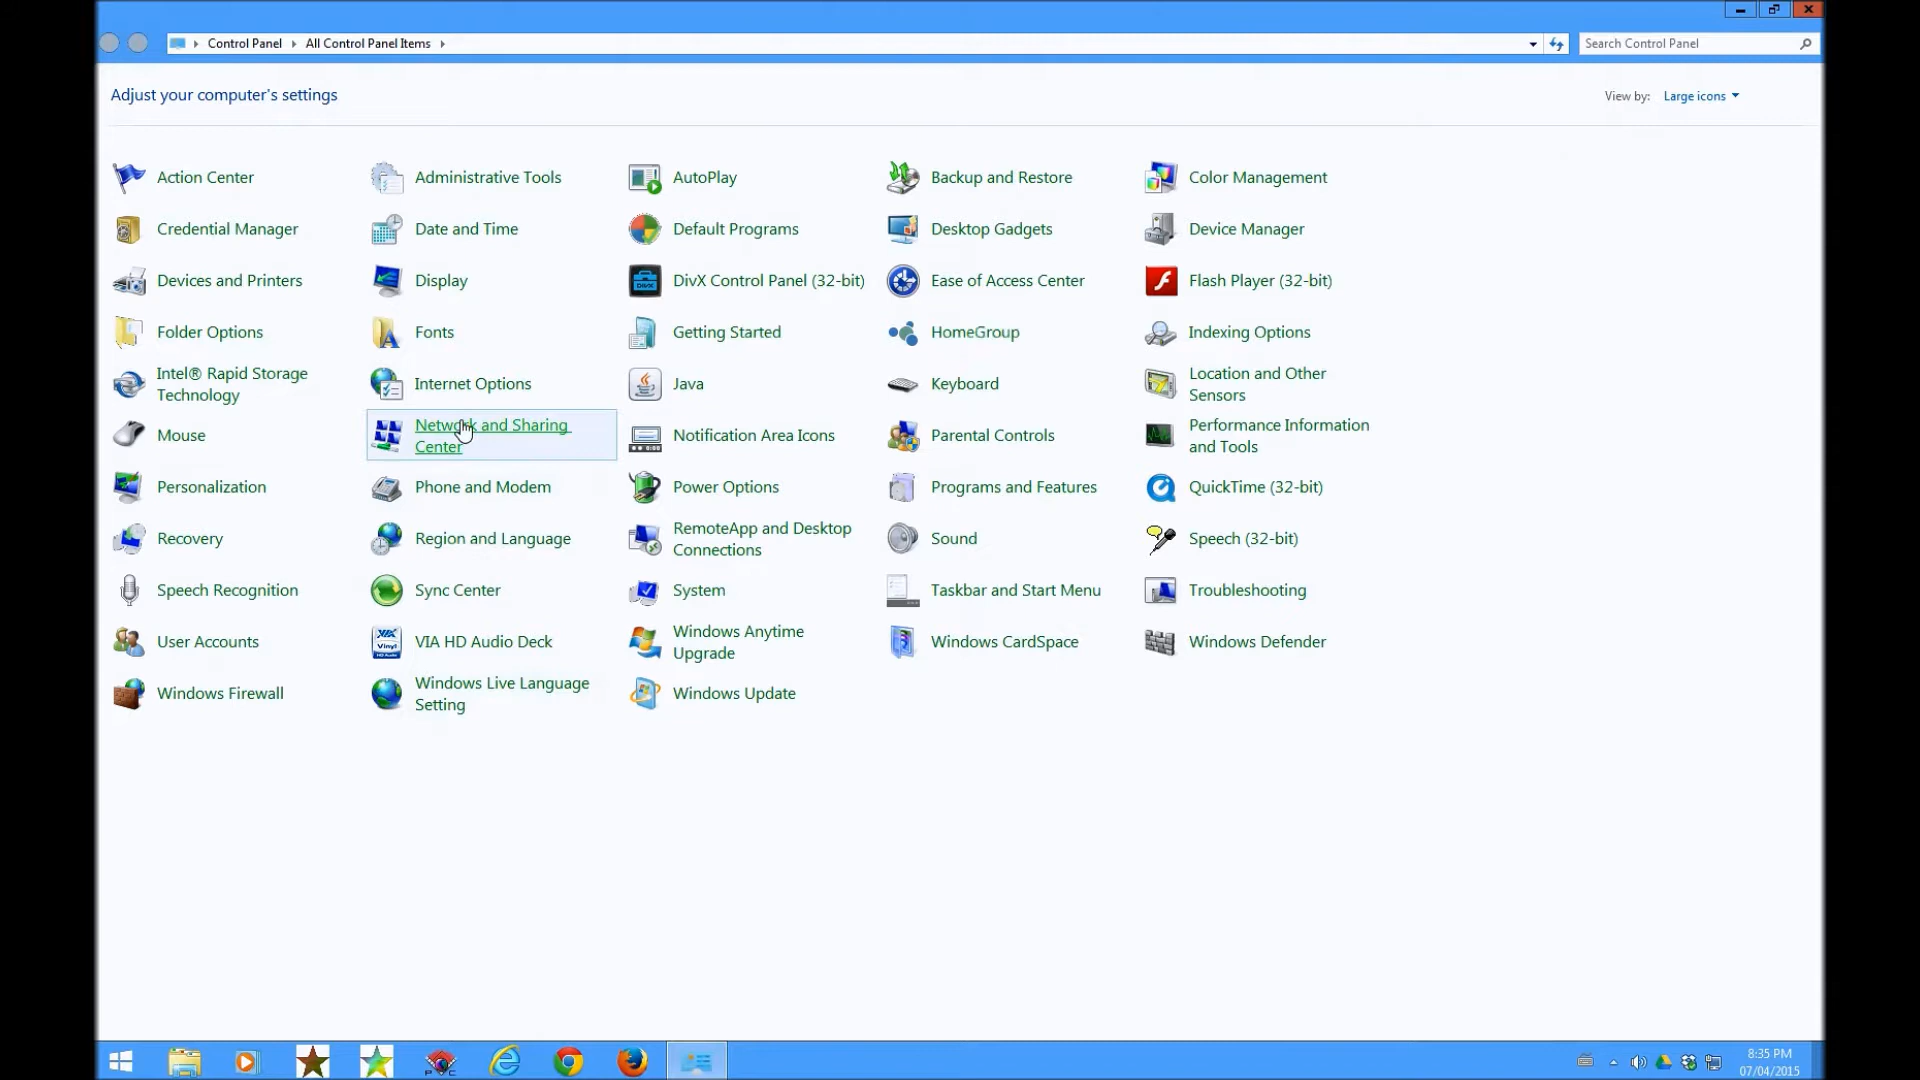 Control Panel
All Control Panel Items
Search Control Panel
Adjust your computer's settings
View by:
Large icons
Action Center
Administrative Tools
AutoPlay
Backup and Restore
Color Management
Credential Manager
Date and Time
Default Programs
Desktop Gadgets
Device Manager
Devices and Printers
Display
DivX Control Panel (32-bit)
Ease of Access Center
Flash Player (32-bit)
Folder Options
Fonts
Getting Started
HomeGroup
Indexing Options
Intel® Rapid Storage
Technology
Internet Options
Java
Keyboard
Location and Other
Sensors
Mouse
Network and Sharing
Center
Notification Area Icons
Parental Controls
Performance Information
and Tools
Personalization
Phone and Modem
Power Options
Programs and Features
QuickTime (32-bit)
Recovery
Region and Language
RemoteApp and Desktop
Connections
Sound
Speech (32-bit)
Speech Recognition
Sync Center
System
Taskbar and Start Menu
Troubleshooting
User Accounts
VIA HD Audio Deck
Windows Anytime
Upgrade
Windows CardSpace
Windows Defender
Windows Firewall
Windows Live Language
Setting
Windows Update
8:35 PM
07/04/2015